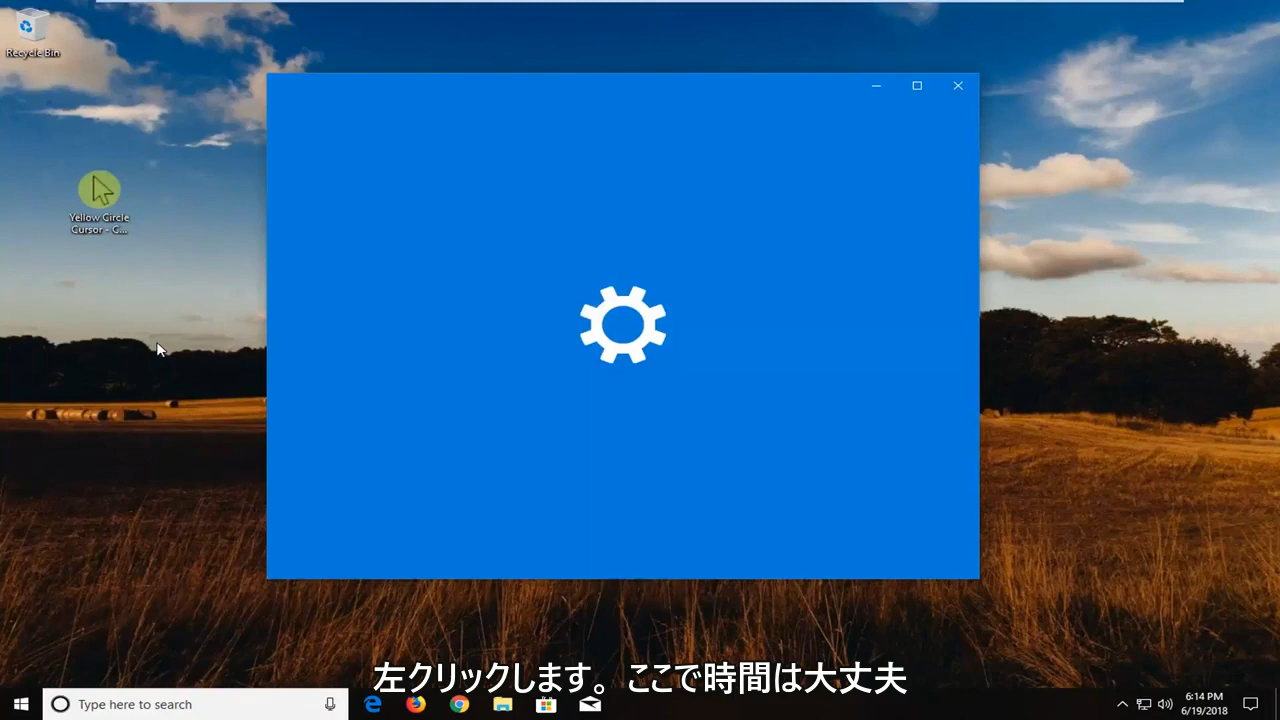 Recycle Bin
Yellow Circle
Cursor - C...
左クリックします。ここで時間は大丈夫
Type here to search
6:14 PM
6/19/2018